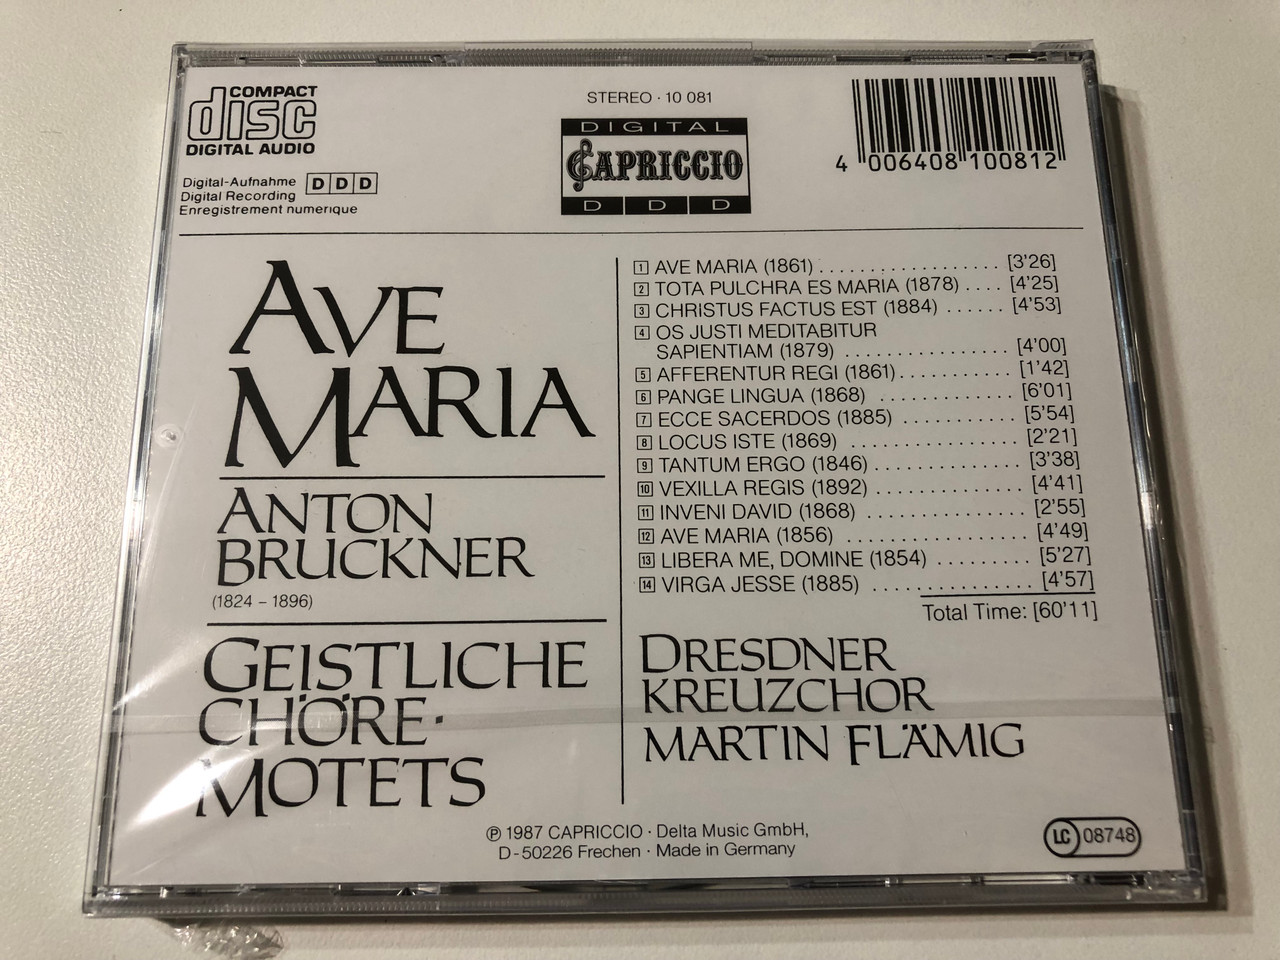 COMPACT
disc
DIGITAL AUDIO
Digital-Aufnahme
Digital Recording
Enregistrement numerique
D D D
STEREO · 10 081
DIGITAL
CAPRICCIO
D D D
4 006408 100812
AVE
MARIA
ANTON
BRUCKNER
(1824 – 1896)
GEISTLICHE
CHÖRE·
MOTETS
1 AVE MARIA (1861) . . . . . . . . . . . . . . . . . . [3'26]
2 TOTA PULCHRA ES MARIA (1878) . . . . [4'25]
3 CHRISTUS FACTUS EST (1884) . . . . . . [4'53]
4 OS JUSTI MEDITABITUR
SAPIENTIAM (1879) . . . . . . . . . . . . . . . . [4'00]
5 AFFERENTUR REGI (1861) . . . . . . . . . . . [1'42]
6 PANGE LINGUA (1868) . . . . . . . . . . . . . [6'01]
7 ECCE SACERDOS (1885) . . . . . . . . . . . [5'54]
8 LOCUS ISTE (1869) . . . . . . . . . . . . . . . . [2'21]
9 TANTUM ERGO (1846) . . . . . . . . . . . . . . [3'38]
10 VEXILLA REGIS (1892) . . . . . . . . . . . . . . [4'41]
11 INVENI DAVID (1868) . . . . . . . . . . . . . . . [2'55]
12 AVE MARIA (1856) . . . . . . . . . . . . . . . . . [4'49]
13 LIBERA ME, DOMINE (1854) . . . . . . . . . [5'27]
14 VIRGA JESSE (1885) . . . . . . . . . . . . . . . [4'57]
Total Time: [60'11]
DRESDNER
KREUZCHOR
MARTIN FLÄMIG
℗ 1987 CAPRICCIO · Delta Music GmbH,
D-50226 Frechen · Made in Germany
LC 08748